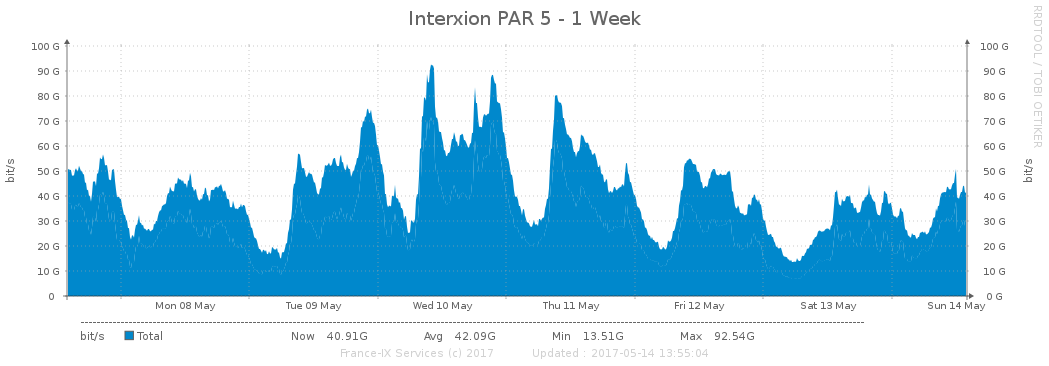 Interxion PAR 5 - 1 Week
RRDTOOL / TOBI OETIKER
bit/s
100 G 100 G
90 G 90 G
80 G 80 G
70 G 70 G
60 G 60 G
50 G 50 G
40 G 40 G
30 G 30 G
20 G 20 G
10 G 10 G
0 0 G
bit/s
Mon 08 May Tue 09 May Wed 10 May Thu 11 May Fri 12 May Sat 13 May Sun 14 May
bit/s Total Now 40.91G Avg 42.09G Min 13.51G Max 92.54G
France-IX Services (c) 2017 Updated : 2017-05-14 13:55:04